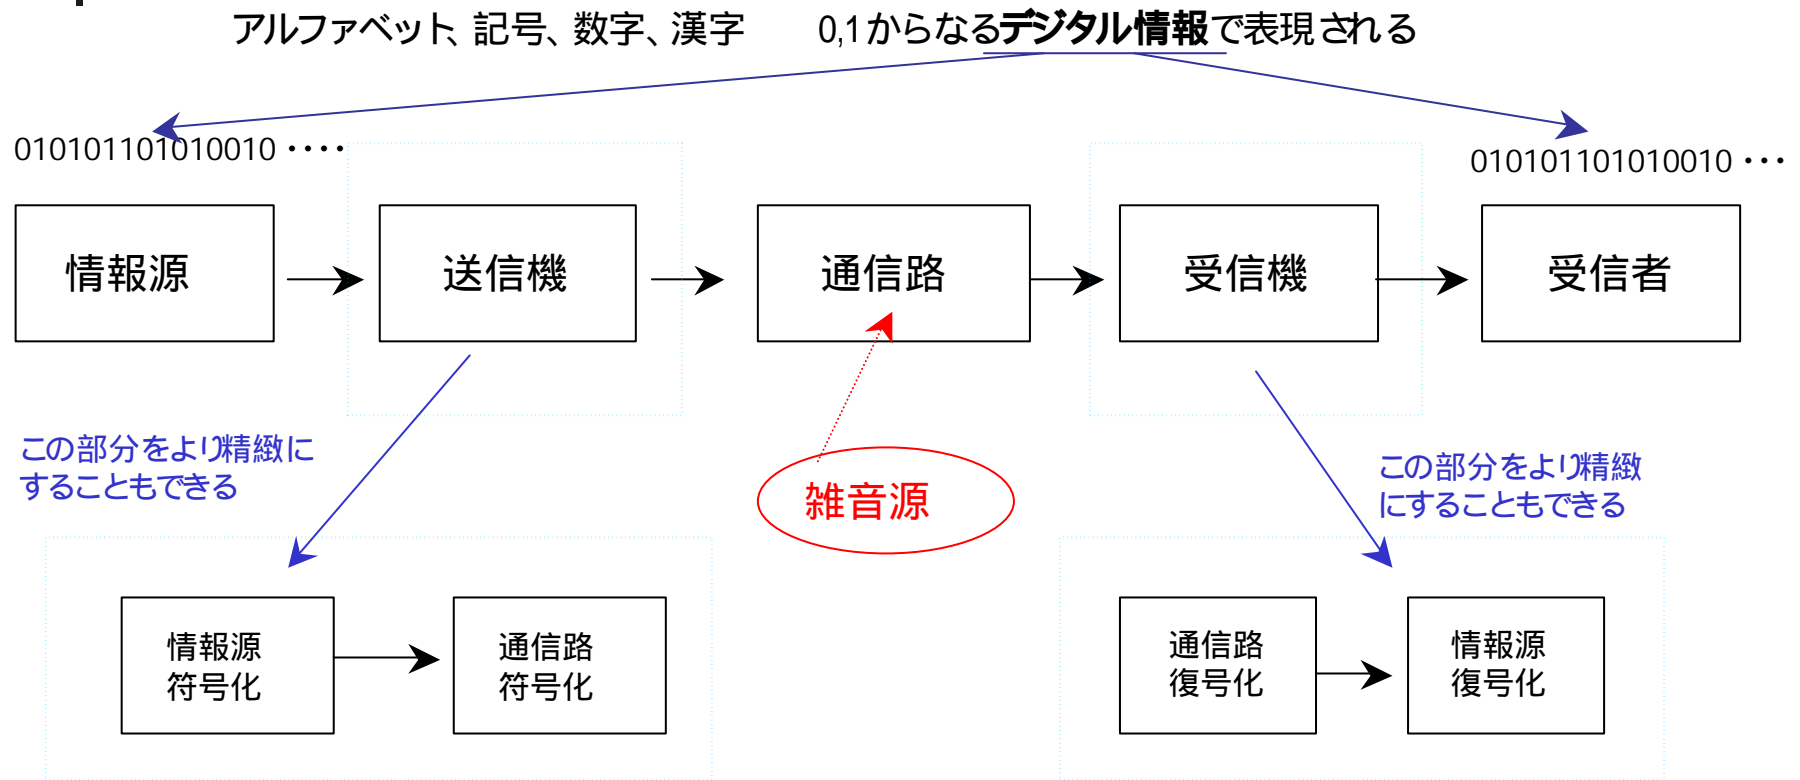 アルファベット、記号、数字、漢字　　0,1からなるデジタル情報で表現される
010101101010010 ････
010101101010010 ･･･
情報源
送信機
通信路
受信機
受信者
この部分をより精緻に
することもできる
雑音源
この部分をより精緻
にすることもできる
情報源
符号化
通信路
符号化
通信路
復号化
情報源
復号化